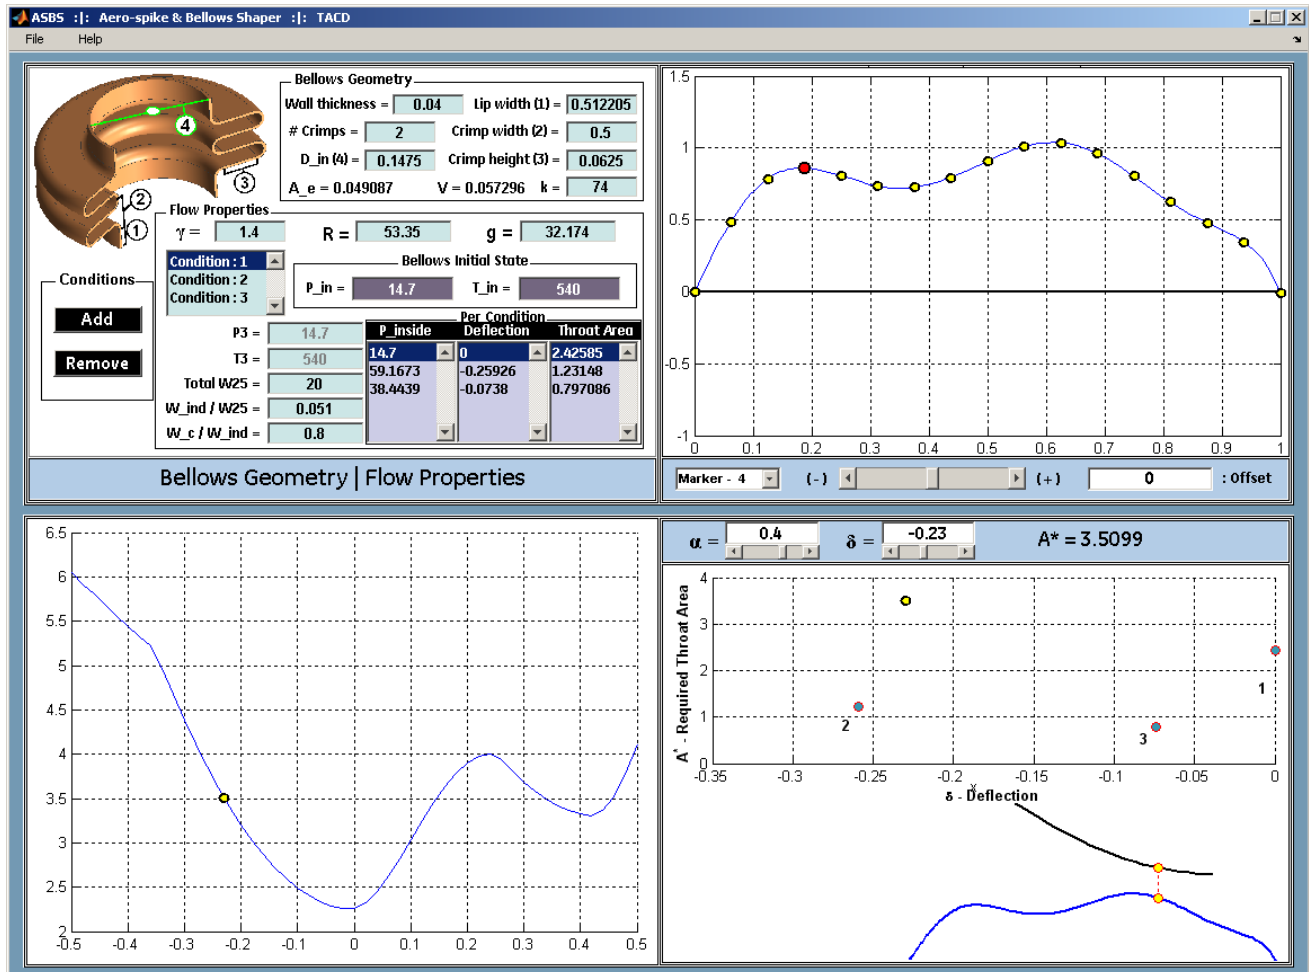 ASBS :|: Aero-spike & Bellows Shaper :|: TACD
File Help
Bellows Geometry
Wall thickness = 0.04 Lip width (1) = 0.512205
# Crimps = 2 Crimp width (2) = 0.5
D_in (4) = 0.1475 Crimp height (3) = 0.0625
A_e = 0.049087 V = 0.057296 k = 74
4
3
2
1
Flow Properties
γ = 1.4 R = 53.35 g = 32.174
Condition : 1
Condition : 2
Condition : 3
Bellows Initial State
P_in = 14.7 T_in = 540
Conditions
Add
Remove
P3 = 14.7
T3 = 540
Total W25 = 20
W_ind / W25 = 0.051
W_c / W_ind = 0.8
Per Condition
P_inside Deflection Throat Area
14.7 0 2.42585
59.1673 -0.25926 1.23148
38.4439 -0.0738 0.797086
Bellows Geometry | Flow Properties
1.5
1
0.5
0
-0.5
-1
0 0.1 0.2 0.3 0.4 0.5 0.6 0.7 0.8 0.9 1
Marker - 4 (-) (+) 0 : Offset
6.5
6
5.5
5
4.5
4
3.5
3
2.5
2
-0.5 -0.4 -0.3 -0.2 -0.1 0 0.1 0.2 0.3 0.4 0.5
α = 0.4 δ = -0.23 A* = 3.5099
A* - Required Throat Area
4
3
2
1
0
1
2
3
-0.35 -0.3 -0.25 -0.2 -0.15 -0.1 -0.05 0
x
δ - Deflection